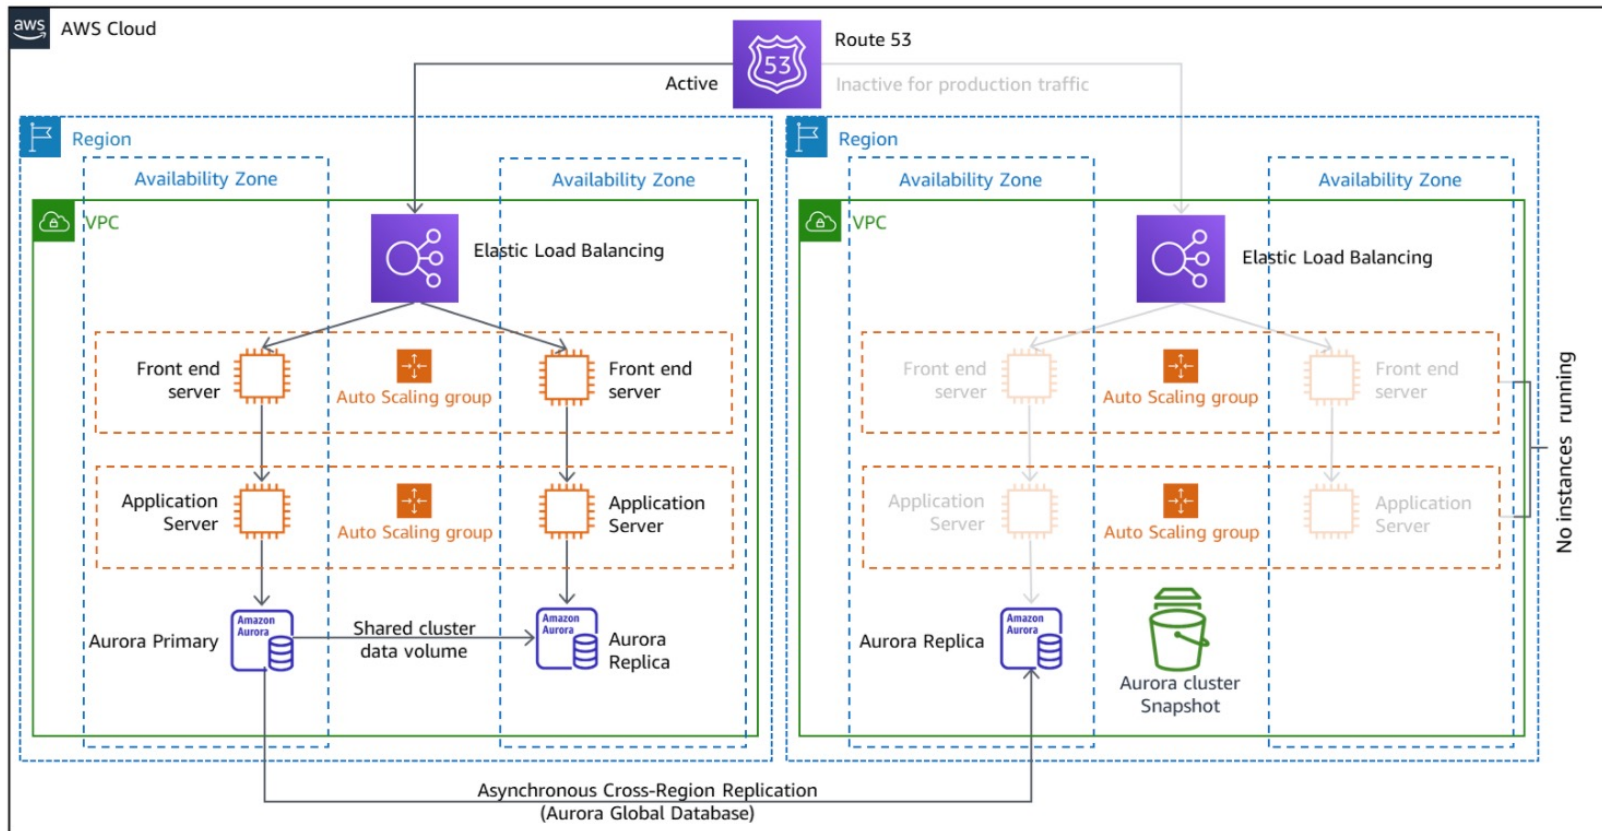 aws
AWS Cloud
53
Route 53
Active
Inactive for production traffic
Region
Availability Zone
Availability Zone
VPC
Elastic Load Balancing
Front end
server
Auto Scaling group
Front end
server
Application
Server
Auto Scaling group
Application
Server
Aurora Primary
Amazon
Aurora
Shared cluster
data volume
Amazon
Aurora
Aurora
Replica
Region
Availability Zone
Availability Zone
VPC
Elastic Load Balancing
Front end
server
Auto Scaling group
Front end
server
Application
Server
Auto Scaling group
Application
Server
No instances running
Aurora Replica
Amazon
Aurora
Aurora cluster
Snapshot
Asynchronous Cross-Region Replication
(Aurora Global Database)